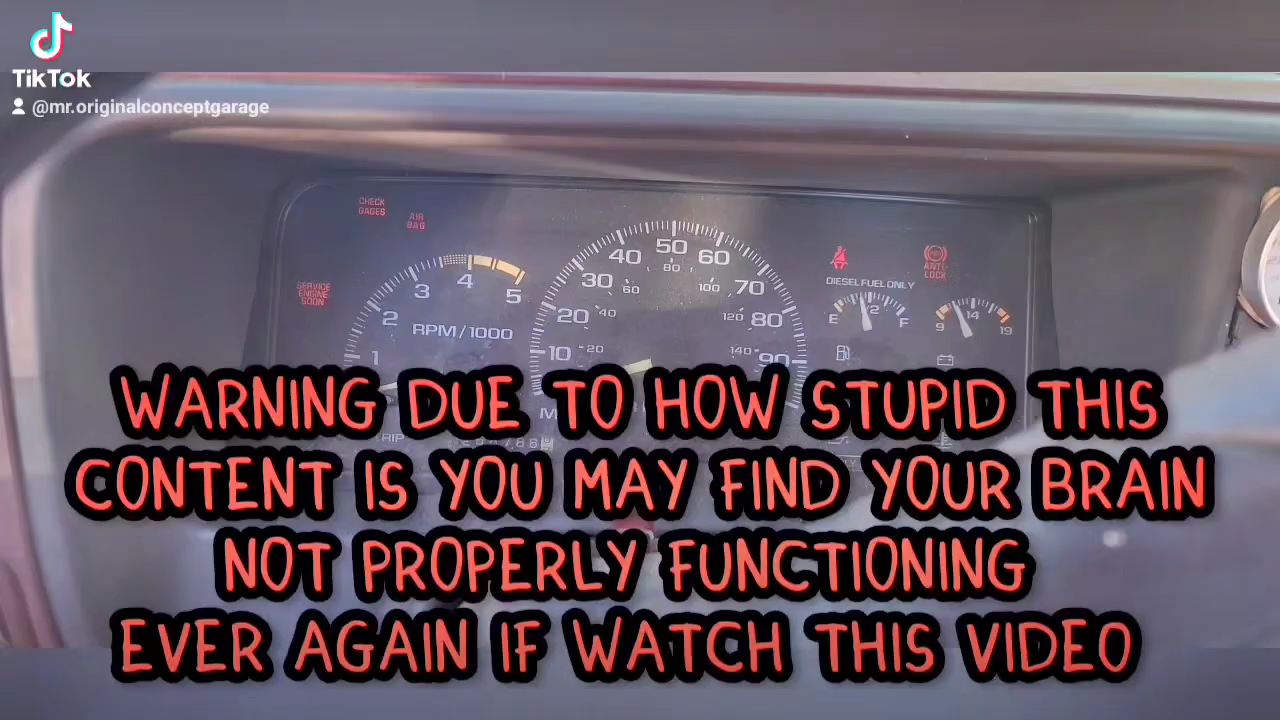 TikTok
@mr.originalconceptgarage
CHECK
GAGES
AIR
BAG
SERVICE
ENGINE
SOON
1
2
3
4
5
RPM/1000
10
20
30
40
50
60
70
80
90
20
40
60
80
100
120
140
ANTI-
LOCK
DIESEL FUEL ONLY
E
1/2
F
9
14
19
WARNING DUE TO HOW STUPID THIS
CONTENT IS YOU MAY FIND YOUR BRAIN
NOT PROPERLY FUNCTIONING
EVER AGAIN IF WATCH THIS VIDEO